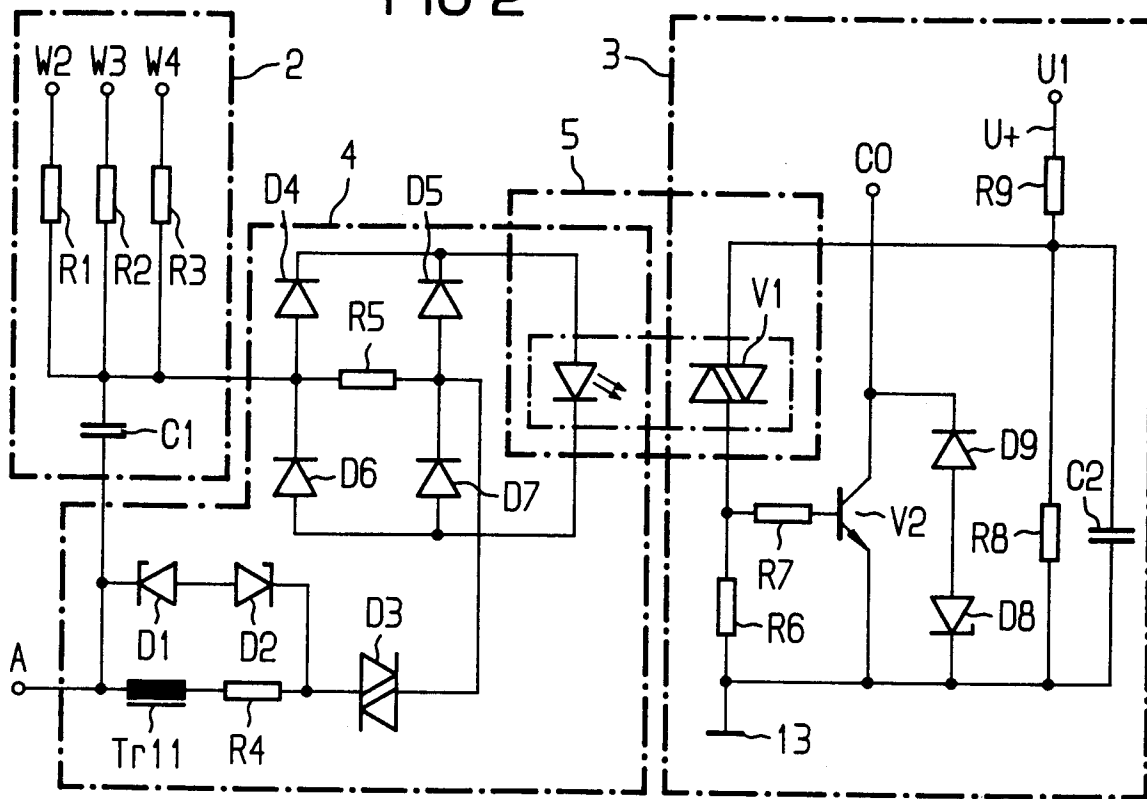 FIG 2
W2 W3 W4
2
3
U1
U+
5
C0
R9
4
D4 D5
R1 R2 R3
R5
V1
C1
D6 D7
D9
C2
V2
R8
R7
D1 D2 D3
R6
D8
A
Tr11 R4
13